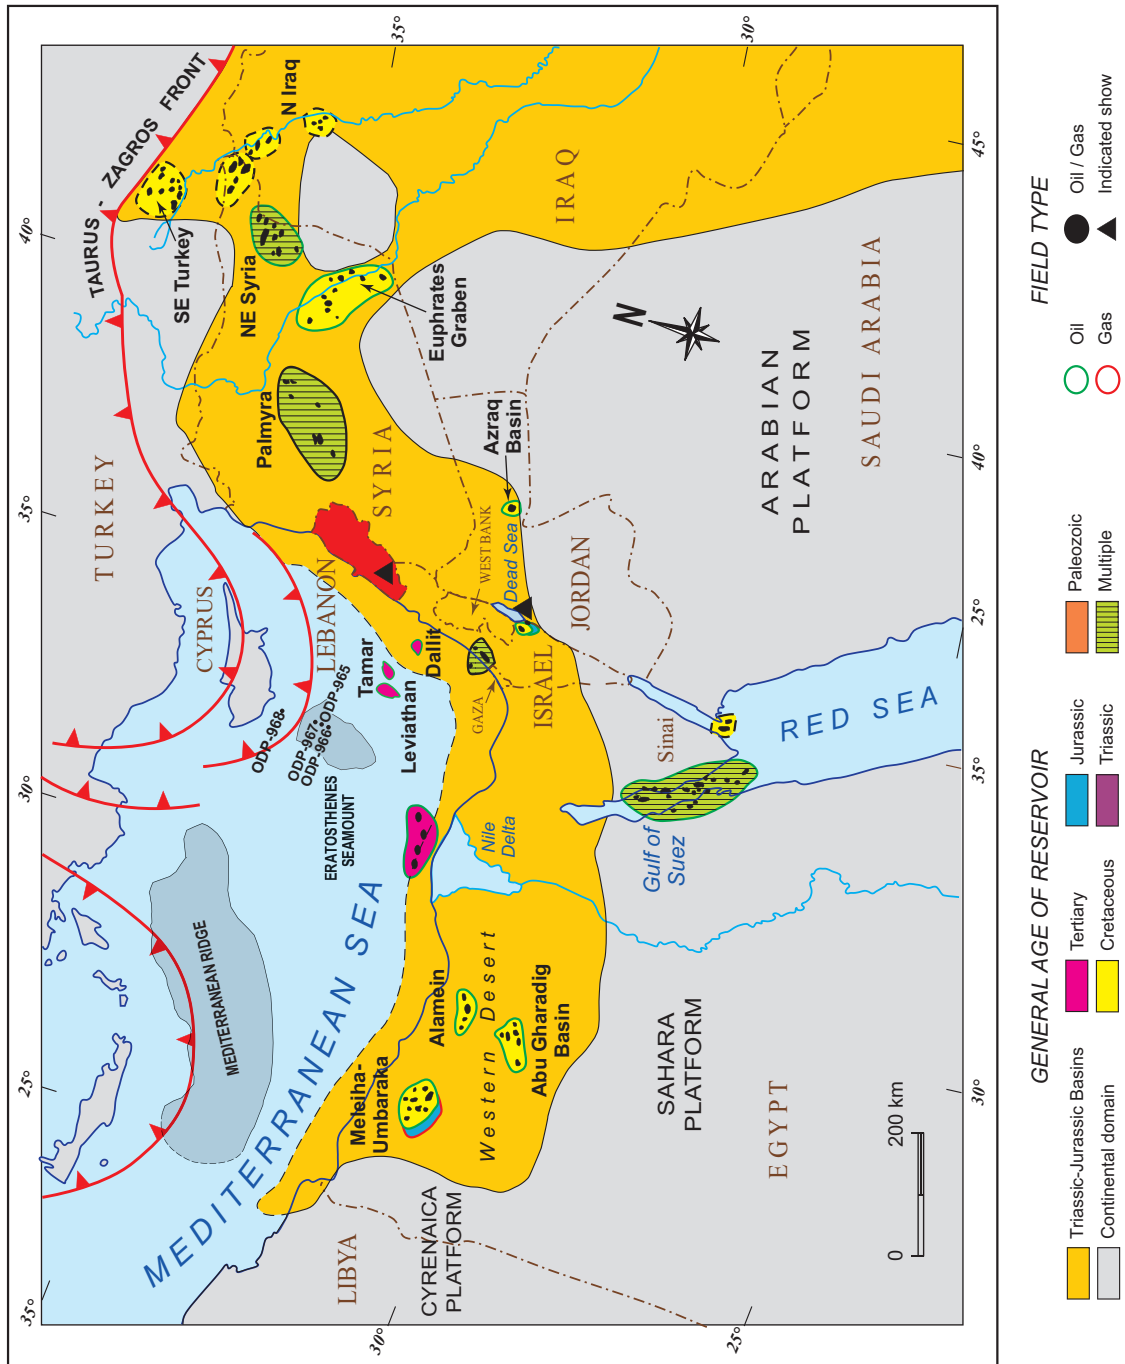 35°
30°
25°
35°
30°
25°
40°
35°
30°
25°
45°
40°
35°
30°
25°
TAURUS - ZAGROS FRONT
TURKEY
CYPRUS
LEBANON
SYRIA
IRAQ
SAUDI ARABIA
JORDAN
ISRAEL
WEST BANK
GAZA
Sinai
EGYPT
LIBYA
SE Turkey
N Iraq
NE Syria
Euphrates
Graben
Palmyra
Azraq
Basin
Dead Sea
Tamar
Dallit
Leviathan
ODP-968
ODP-967
ODP-966
ODP-965
ERATOSTHENES
SEAMOUNT
MEDITERRANEAN RIDGE
MEDITERRANEAN SEA
Nile
Delta
Gulf of
Suez
RED SEA
Alamein
Western Desert
Abu Gharadig
Basin
Meleiha-
Umbaraka
CYRENAICA
PLATFORM
SAHARA
PLATFORM
ARABIAN
PLATFORM
N
0
200 km
GENERAL AGE OF RESERVOIR
Triassic-Jurassic Basins
Continental domain
Tertiary
Cretaceous
Jurassic
Triassic
Paleozoic
Multiple
FIELD TYPE
Oil
Gas
Oil / Gas
Indicated show